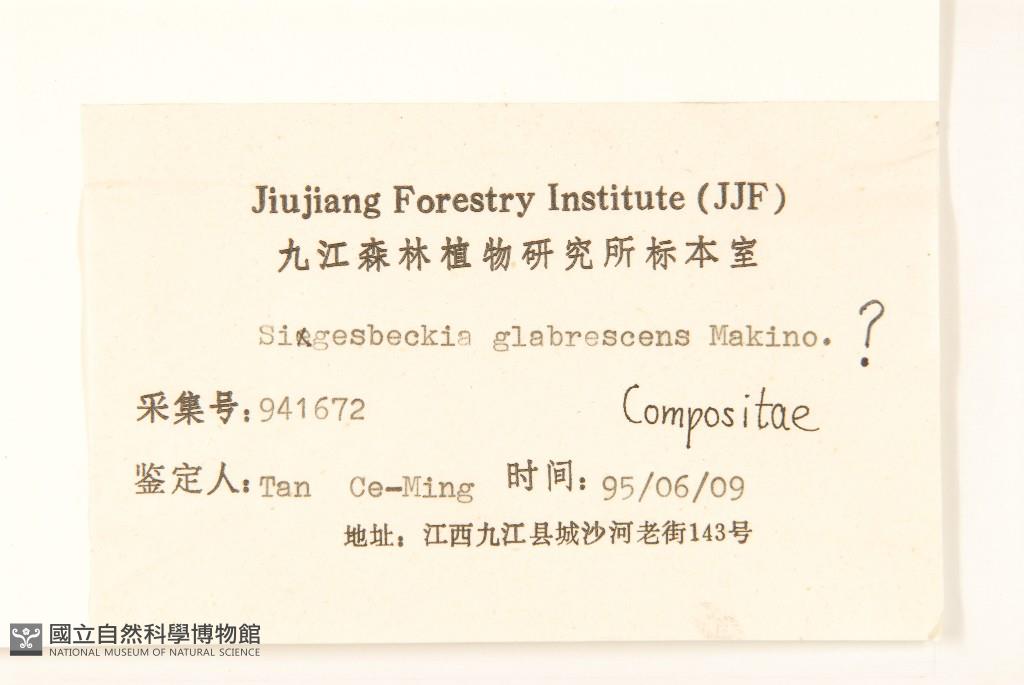 Jiujiang Forestry Institute (JJF)
九江森林植物研究所标本室
Siegesbeckia glabrescens Makino. ?
采集号:941672 Compositae
鉴定人:Tan Ce-Ming 时间:95/06/09
地址:江西九江县城沙河老街143号
國立自然科學博物館
NATIONAL MUSEUM OF NATURAL SCIENCE